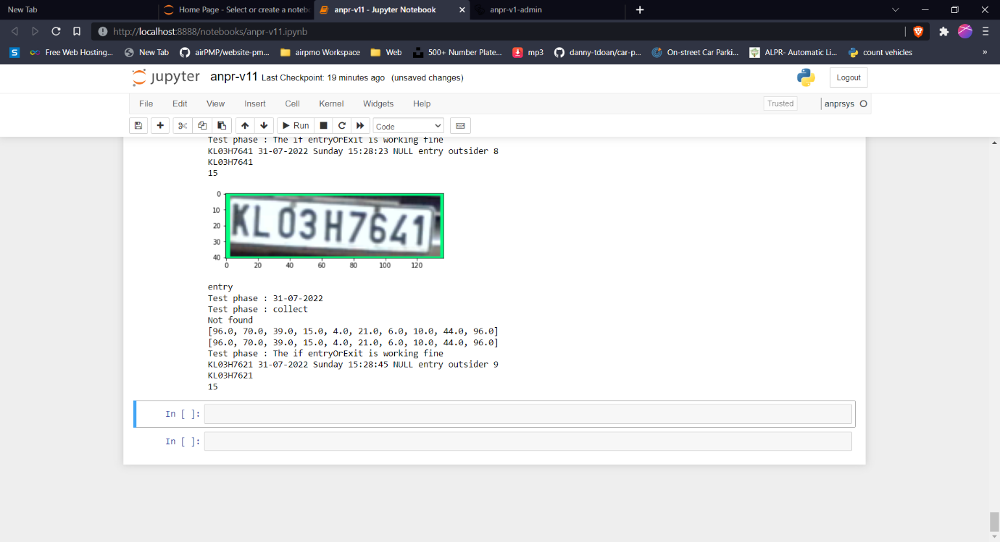 New Tab
Home Page - Select or create a noteb
anpr-v11 - Jupyter Notebook
anpr-v1-admin
http://localhost:8888/notebooks/anpr-v11.ipynb
S
Free Web Hosting...
New Tab
airPMP/website-pm...
airpmo Workspace
Web
500+ Number Plate...
mp3
danny-tdoan/car-p...
On-street Car Parki...
ALPR- Automatic Li...
count vehicles
»
jupyter
anpr-v11 Last Checkpoint: 19 minutes ago (unsaved changes)
Logout
File Edit View Insert Cell Kernel Widgets Help
Trusted
anprsys
Run
Code
Test phase : The if entryOrExit is working fine
KL03H7641 31-07-2022 Sunday 15:28:23 NULL entry outsider 8
KL03H7641
15
0
10
20
30
40
KL03H7641
0 20 40 60 80 100 120
entry
Test phase : 31-07-2022
Test phase : collect
Not found
[96.0, 70.0, 39.0, 15.0, 4.0, 21.0, 6.0, 10.0, 44.0, 96.0]
[96.0, 70.0, 39.0, 15.0, 4.0, 21.0, 6.0, 10.0, 44.0, 96.0]
Test phase : The if entryOrExit is working fine
KL03H7621 31-07-2022 Sunday 15:28:45 NULL entry outsider 9
KL03H7621
15
In [ ]:
In [ ]: